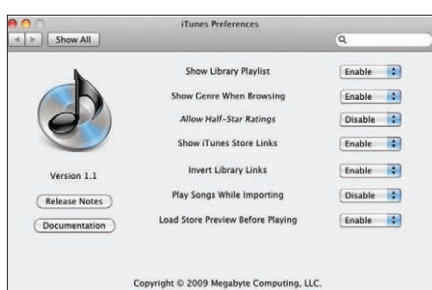 iTunes Preferences
Show All
Show Library Playlist Enable
Show Genre When Browsing Enable
Allow Half-Star Ratings Disable
Show iTunes Store Links Enable
Invert Library Links Enable
Play Songs While Importing Disable
Load Store Preview Before Playing Enable
Version 1.1
Release Notes
Documentation
Copyright © 2009 Megabyte Computing, LLC.